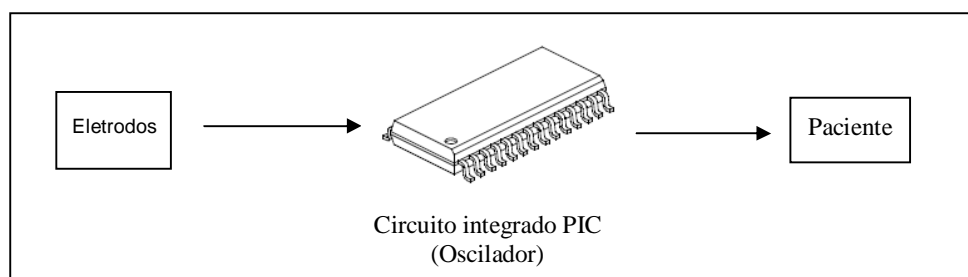 Eletrodos
Paciente
Circuito integrado PIC
(Oscilador)